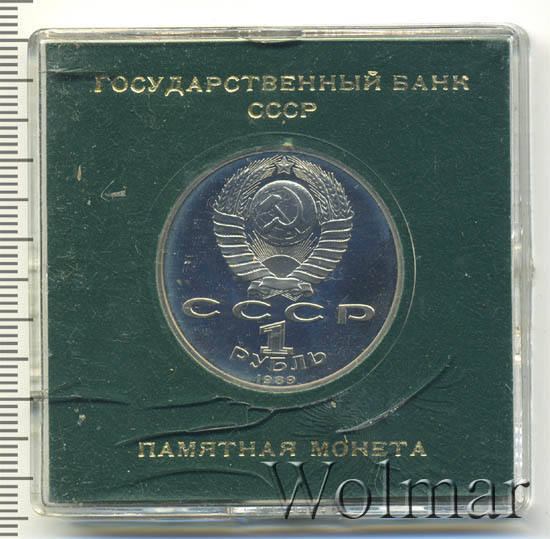 ГОСУДАРСТВЕННЫЙ БАНК
СССР
СССР
1
РУБЛЬ
1989
ПАМЯТНАЯ МОНЕТА
Wolmar